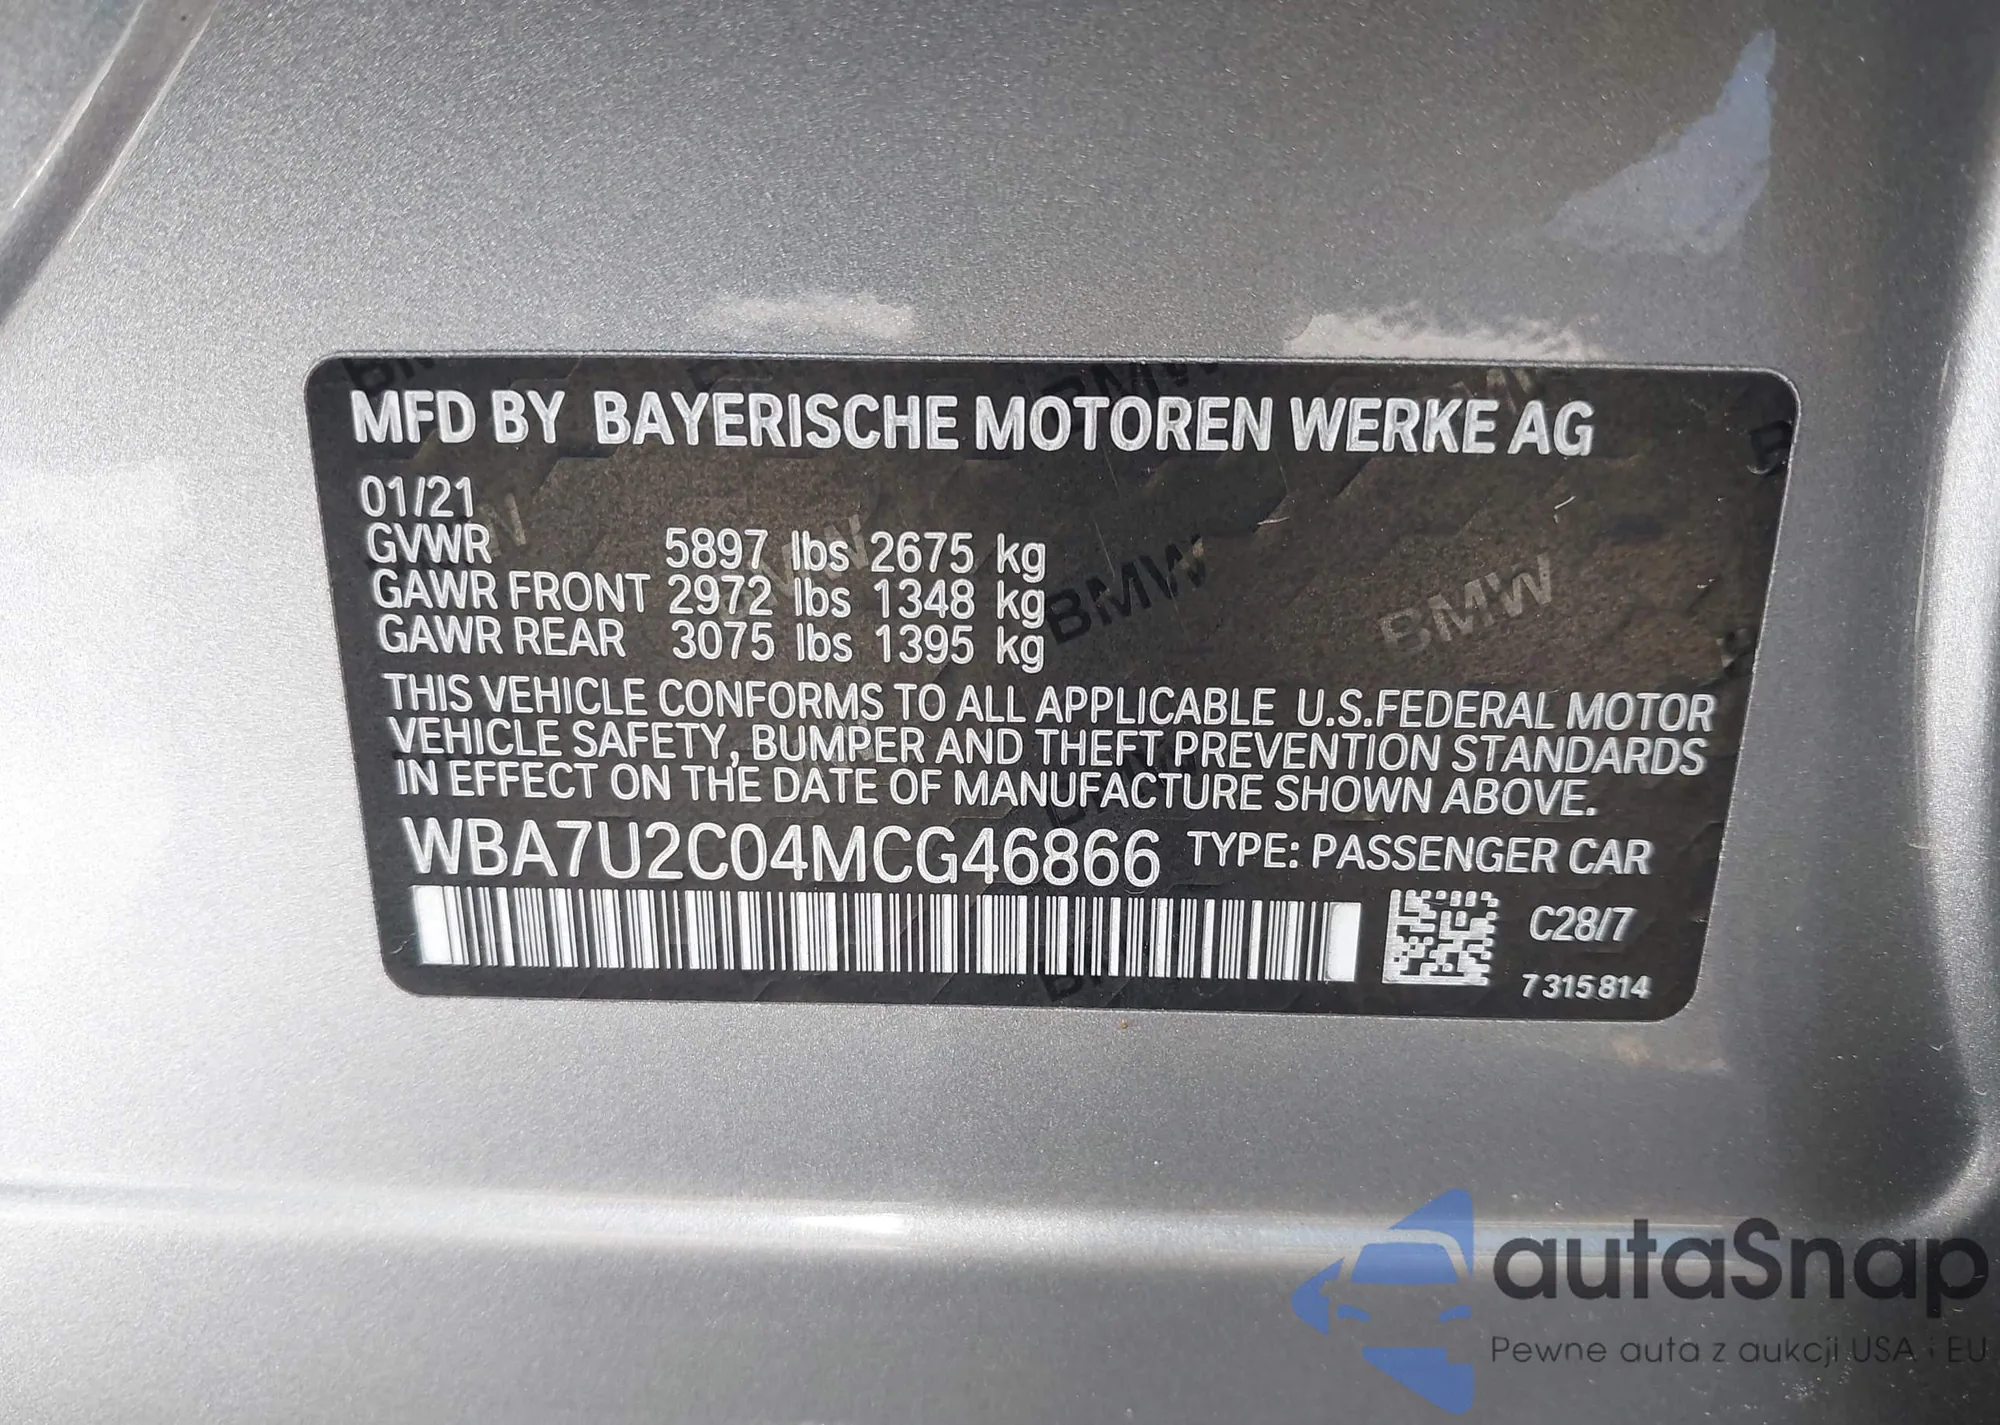 MFD BY BAYERISCHE MOTOREN WERKE AG
01/21
GVWR 5897 lbs 2675 kg
GAWR FRONT 2972 lbs 1348 kg
GAWR REAR 3075 lbs 1395 kg
THIS VEHICLE CONFORMS TO ALL APPLICABLE U.S.FEDERAL MOTOR
VEHICLE SAFETY, BUMPER AND THEFT PREVENTION STANDARDS
IN EFFECT ON THE DATE OF MANUFACTURE SHOWN ABOVE.
WBA7U2C04MCG46866 TYPE: PASSENGER CAR
C28/7
7 315 814
autaSnap
Pewne auta z aukcji USA i EU